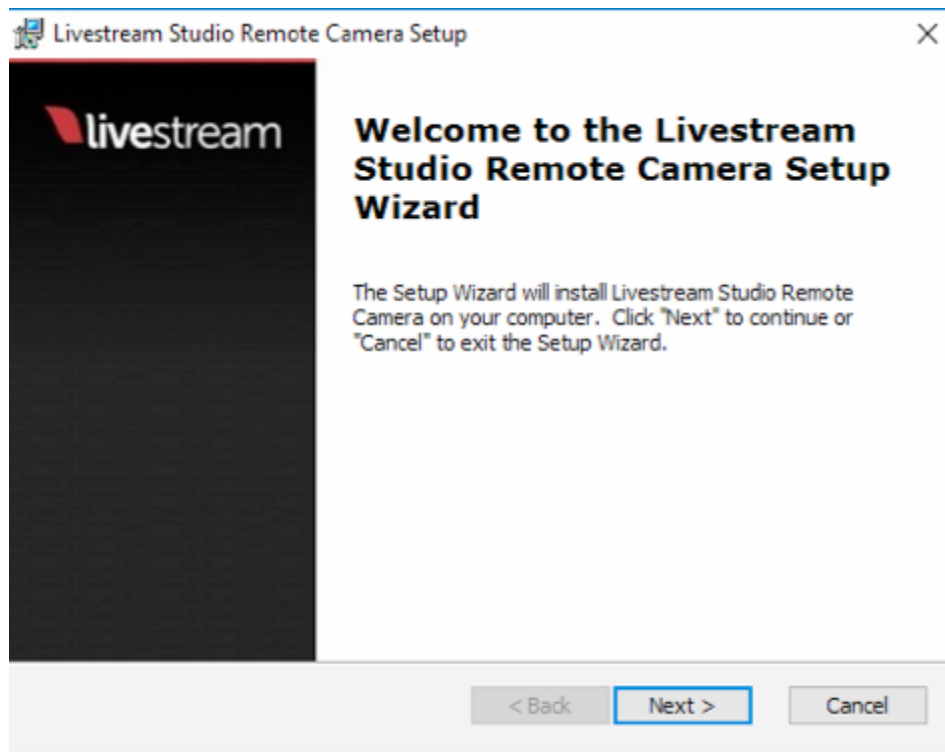 Livestream Studio Remote Camera Setup
livestream
Welcome to the Livestream
Studio Remote Camera Setup
Wizard
The Setup Wizard will install Livestream Studio Remote
Camera on your computer.  Click "Next" to continue or
"Cancel" to exit the Setup Wizard.
< Back
Next >
Cancel